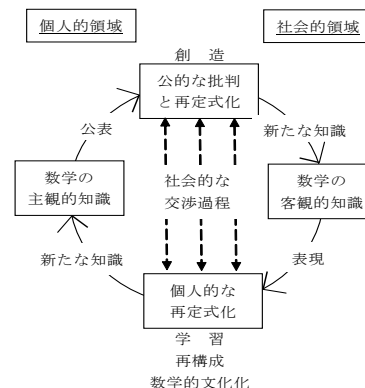 個人的領域
社会的領域
創　造
公的な批判
と再定式化
公表
新たな知識
数学の
主観的知識
社会的な
交渉過程
数学の
客観的知識
新たな知識
表現
個人的な
再定式化
学　習
再構成
数学的文化化